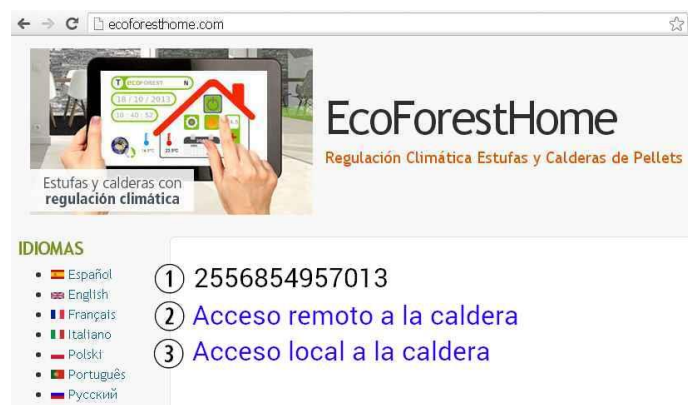 ecoforesthome.com
T ecoforest N
18 / 10 / 2013
18 : 40 : 52
EcoForestHome
Regulación Climática Estufas y Calderas de Pellets
Estufas y calderas con
regulación climática
IDIOMAS
Español
English
Français
Italiano
Polski
Português
Русский
1 2556854957013
2 Acceso remoto a la caldera
3 Acceso local a la caldera